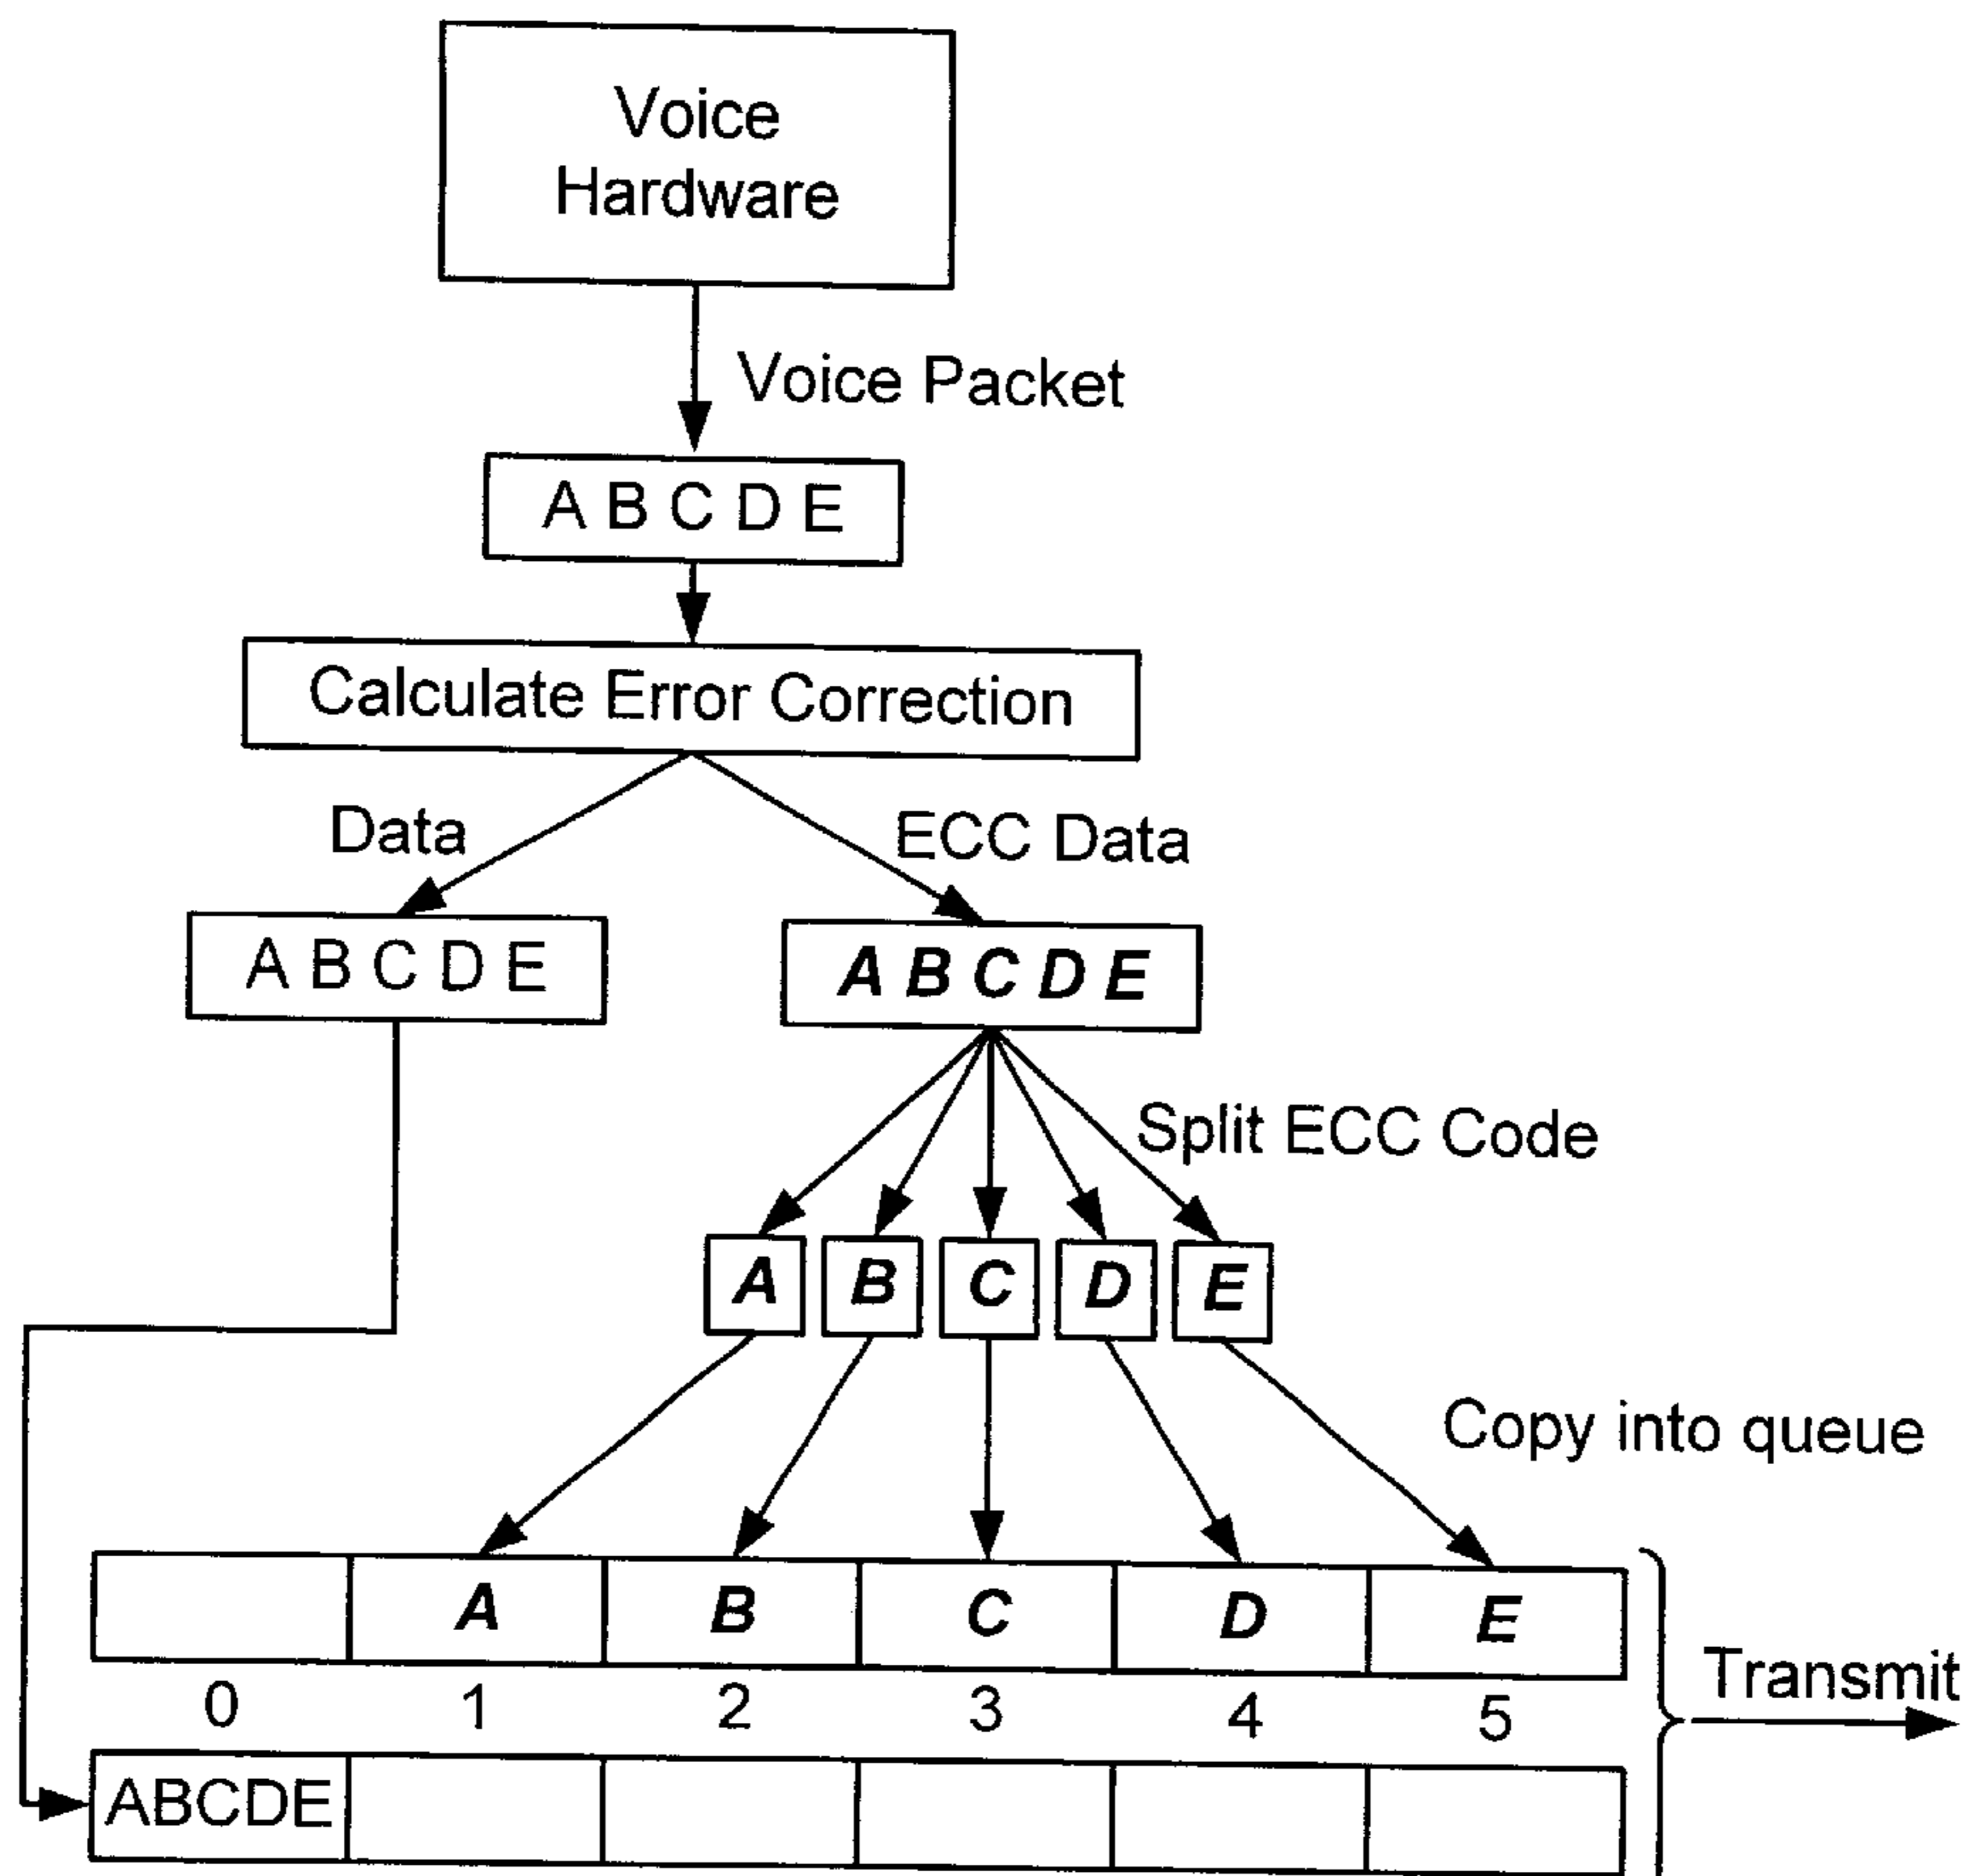 Voice
Hardware
Voice Packet
A B C D E
Calculate Error Correction
Data
ECC Data
A B C D E
A B C D E
Split ECC Code
A B C D E
Copy into queue
A B C D E
0 1 2 3 4 5
Transmit
ABCDE